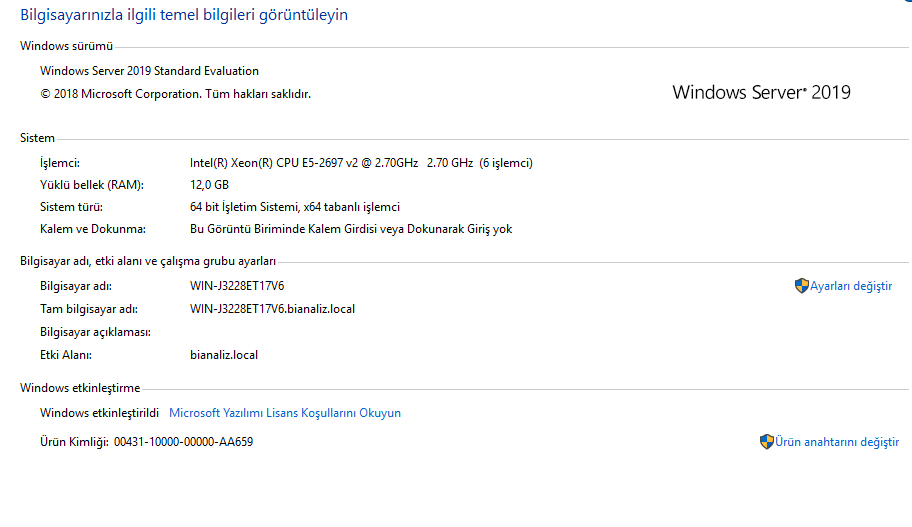 Bilgisayarınızla ilgili temel bilgileri görüntüleyin
Windows sürümü
Windows Server 2019 Standard Evaluation
© 2018 Microsoft Corporation. Tüm hakları saklıdır.
Windows Server® 2019
Sistem
İşlemci: Intel(R) Xeon(R) CPU E5-2697 v2 @ 2.70GHz 2.70 GHz (6 işlemci)
Yüklü bellek (RAM): 12,0 GB
Sistem türü: 64 bit İşletim Sistemi, x64 tabanlı işlemci
Kalem ve Dokunma: Bu Görüntü Biriminde Kalem Girdisi veya Dokunarak Giriş yok
Bilgisayar adı, etki alanı ve çalışma grubu ayarları
Bilgisayar adı: WIN-J3228ET17V6 Ayarları değiştir
Tam bilgisayar adı: WIN-J3228ET17V6.bianaliz.local
Bilgisayar açıklaması:
Etki Alanı: bianaliz.local
Windows etkinleştirme
Windows etkinleştirildi Microsoft Yazılımı Lisans Koşullarını Okuyun
Ürün Kimliği: 00431-10000-00000-AA659 Ürün anahtarını değiştir